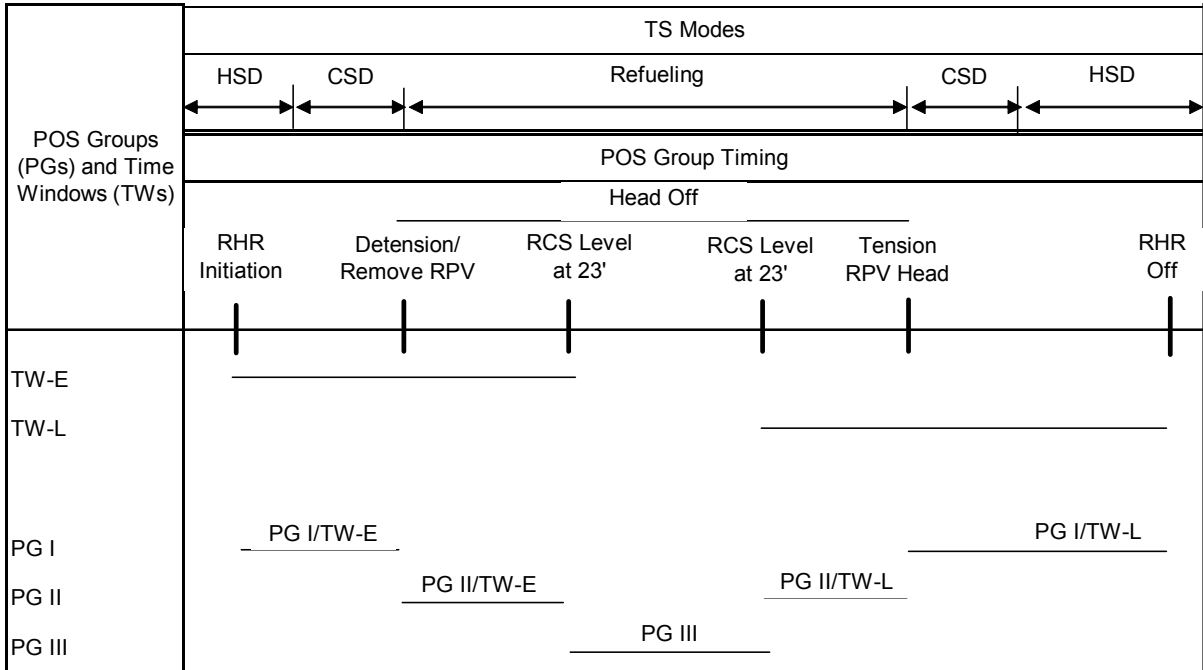 TS Modes
HSD CSD Refueling CSD HSD
POS Groups
(PGs) and Time
Windows (TWs)
POS Group Timing
Head Off
RHR
Initiation
Detension/
Remove RPV
RCS Level
at 23'
RCS Level
at 23'
Tension
RPV Head
RHR
Off
TW-E
TW-L
PG I
PG I/TW-E
PG I/TW-L
PG II
PG II/TW-E
PG II/TW-L
PG III
PG III